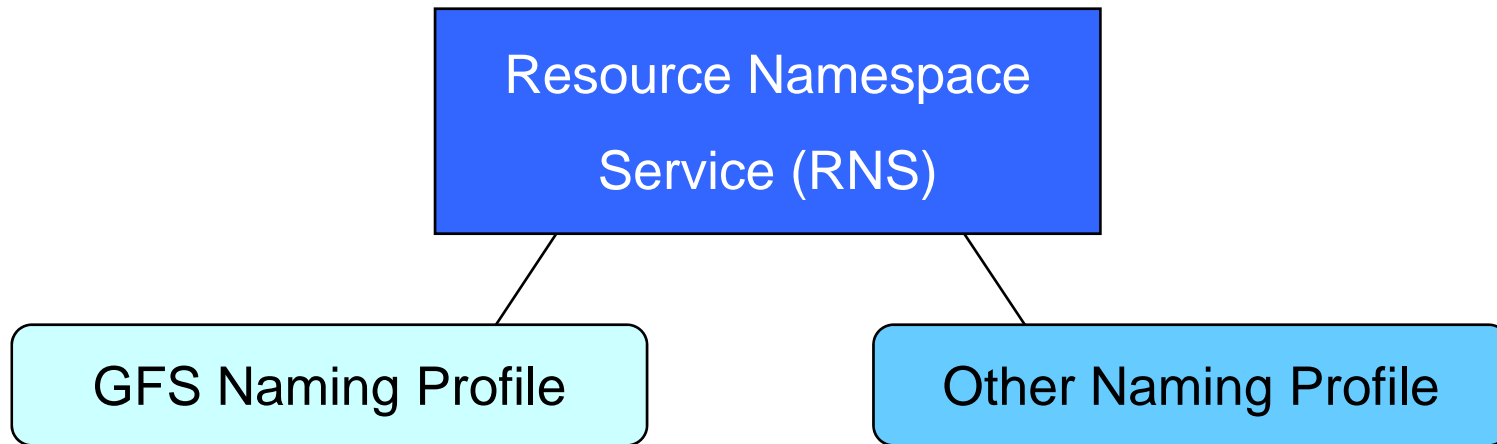 Resource Namespace
Service (RNS)
GFS Naming Profile
Other Naming Profile